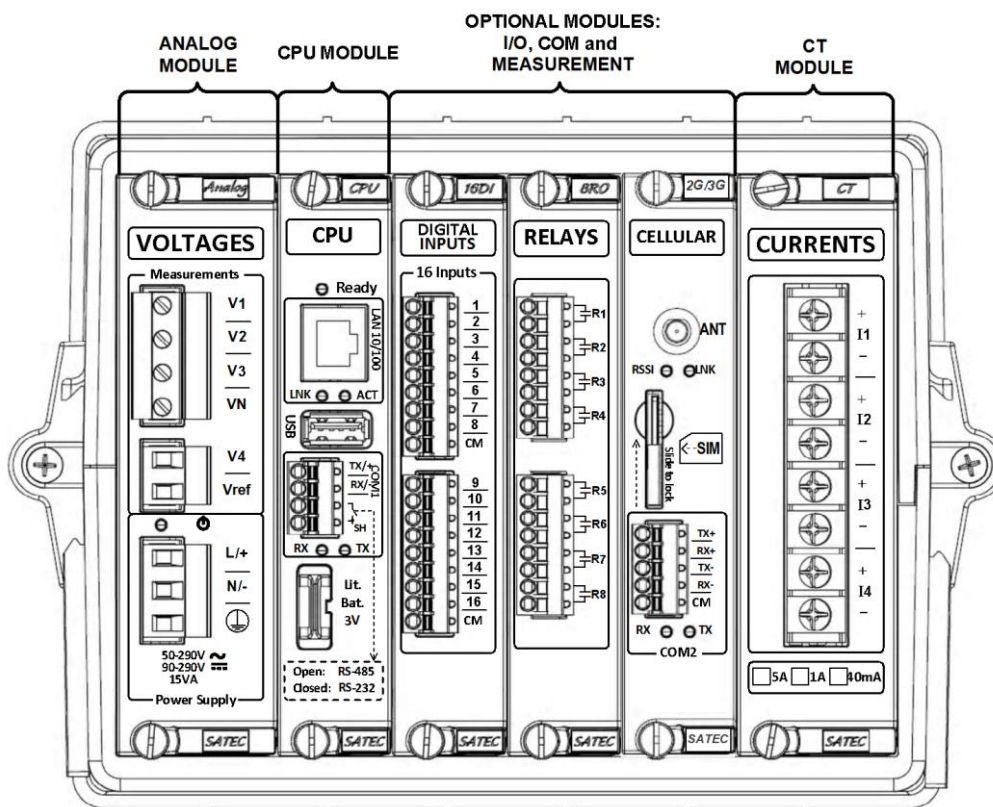 OPTIONAL MODULES:
I/O, COM and
MEASUREMENT
ANALOG
MODULE
CPU MODULE
CT
MODULE
Analog
VOLTAGES
Measurements
V1
V2
V3
VN
V4
Vref
L/+
N/-
50-290V
90-290V
15VA
Power Supply
SATEC
CPU
CPU
Ready
LAN 10/100
LNK
ACT
USB
TX/+
RX/-
COM1
SH
RX
TX
Lit.
Bat.
3V
Open: RS-485
Closed: RS-232
SATEC
16DI
DIGITAL
INPUTS
16 Inputs
1
2
3
4
5
6
7
8
CM
9
10
11
12
13
14
15
16
CM
SATEC
8RO
RELAYS
R1
R2
R3
R4
R5
R6
R7
R8
SATEC
2G/3G
CELLULAR
ANT
RSSI
LNK
SIM
Slide to lock
TX+
RX+
TX-
RX-
CM
RX
TX
COM2
SATEC
CT
CURRENTS
+
I1
−
+
I2
−
+
I3
−
+
I4
−
5A 1A 40mA
SATEC